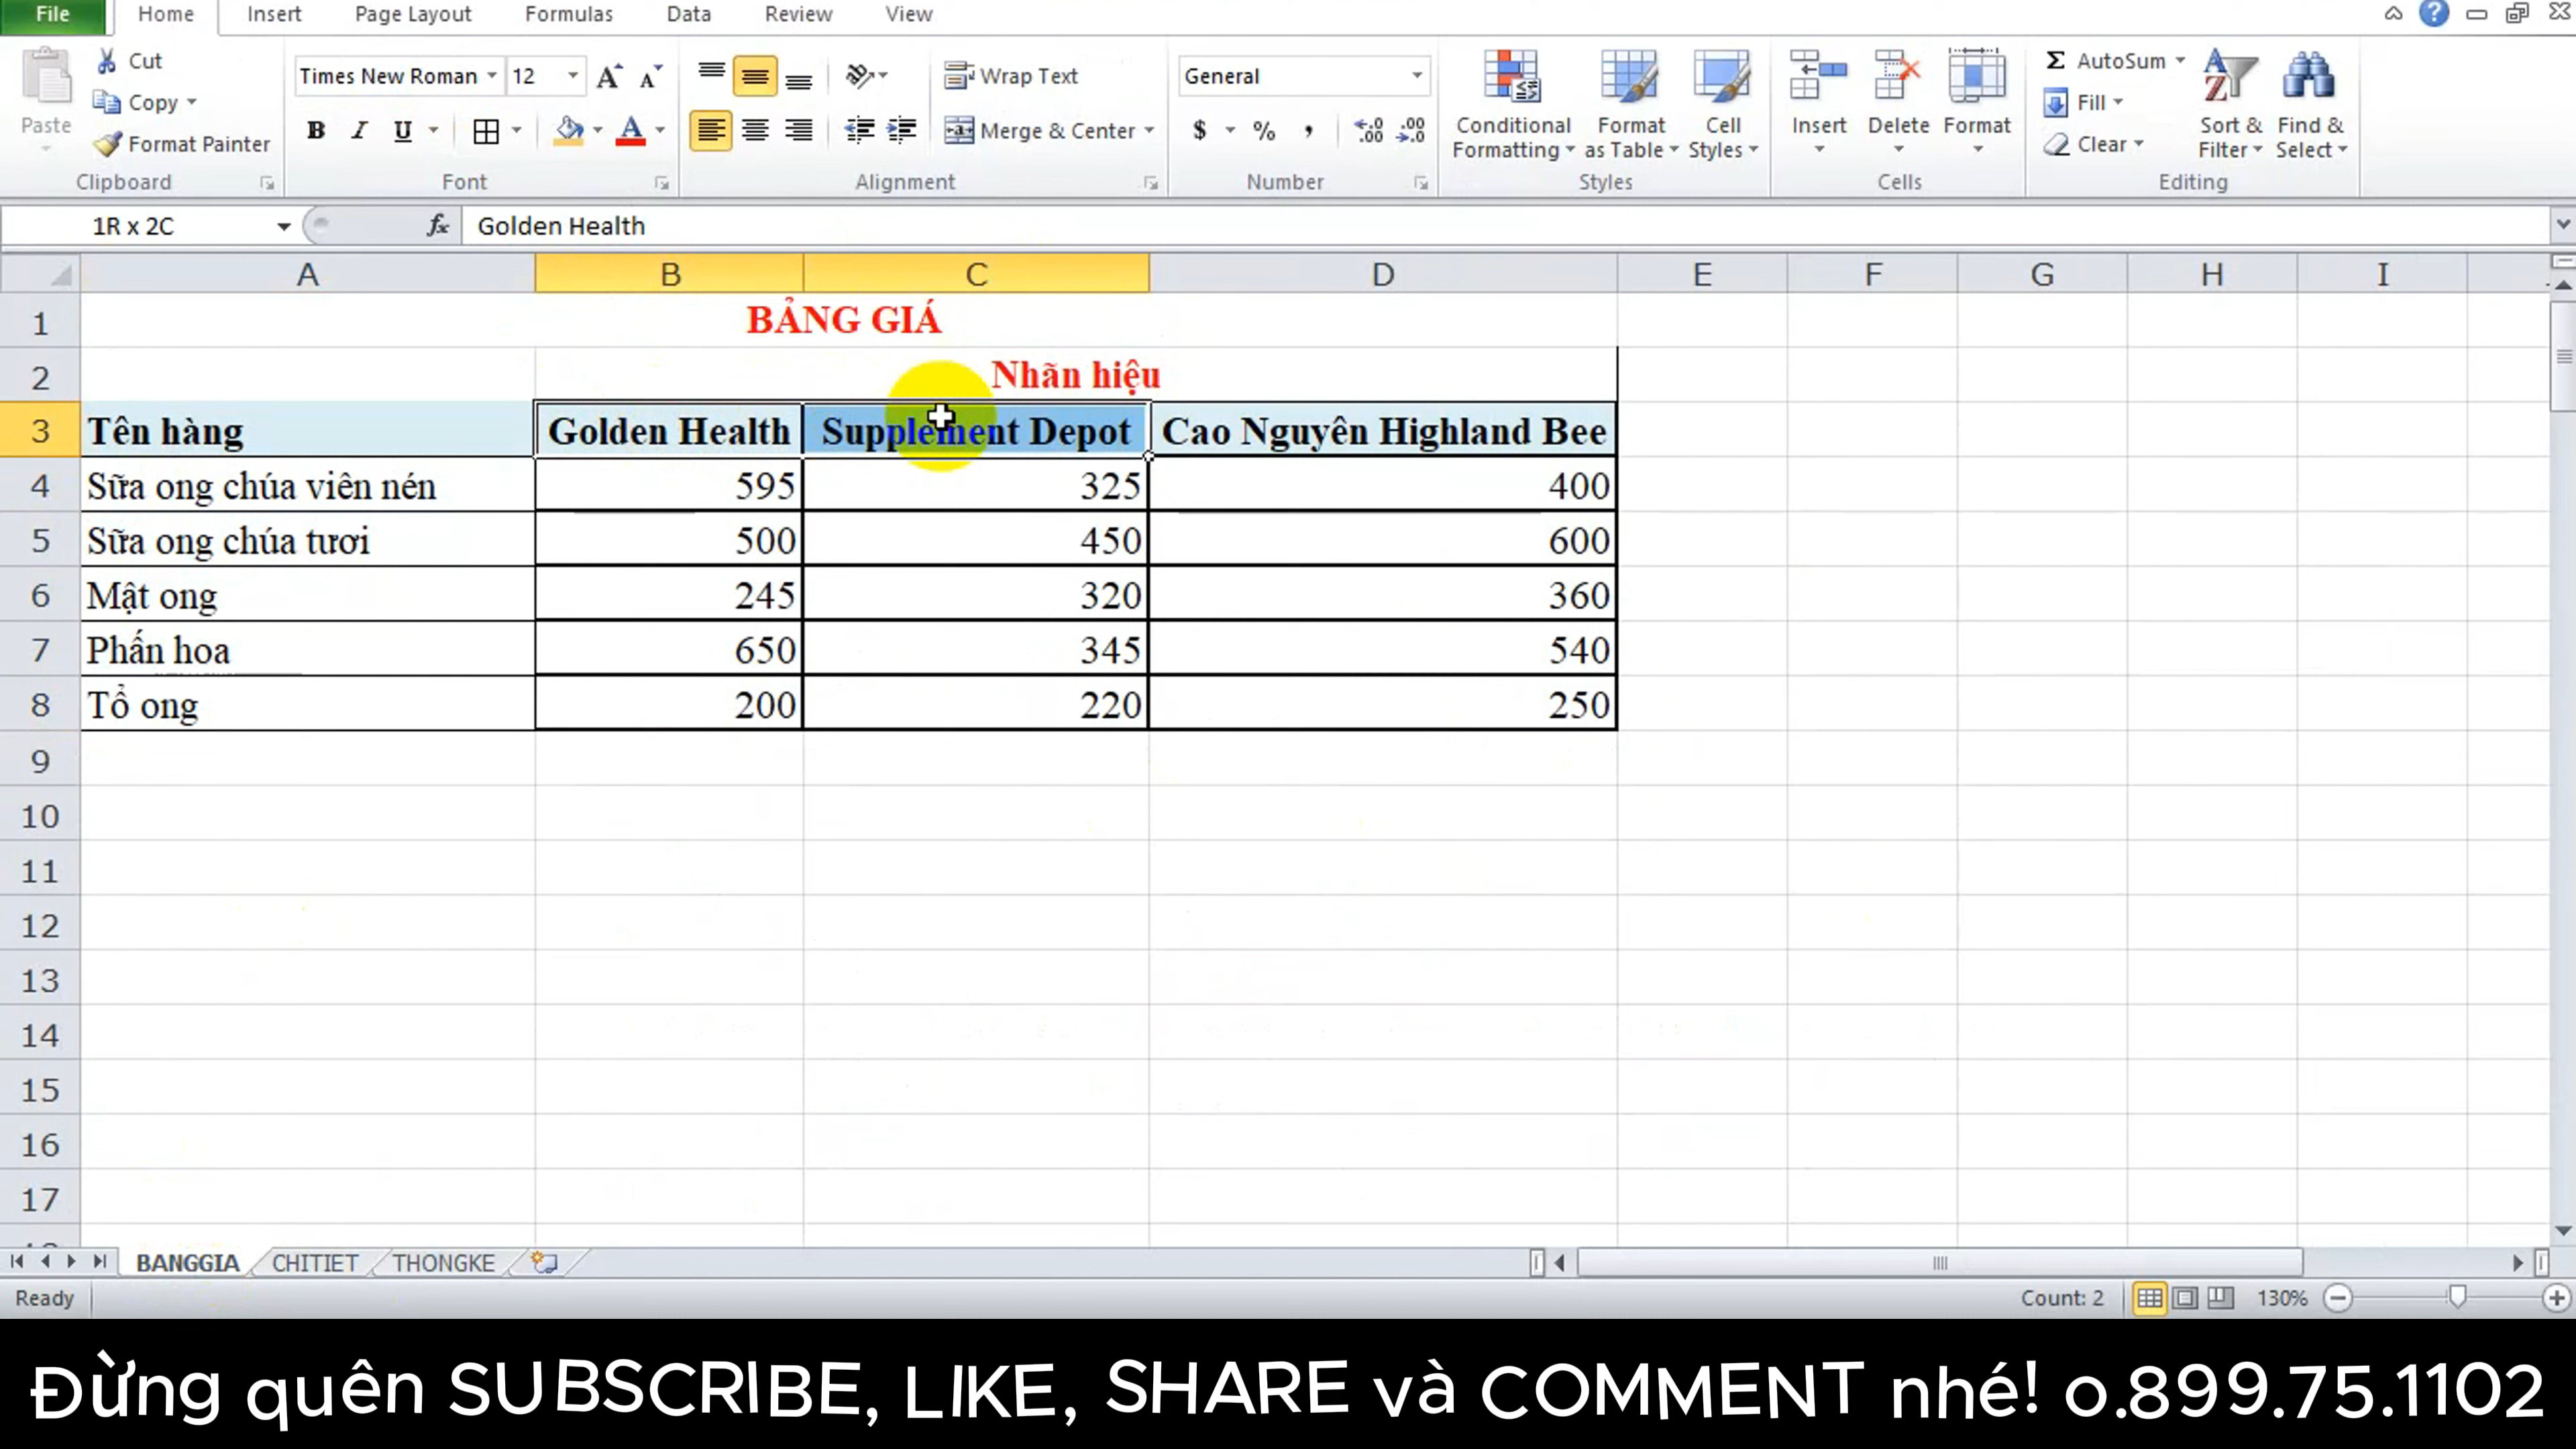 File Home Insert Page Layout Formulas Data Review View
Cut
Copy
Format Painter
Paste
Clipboard
Times New Roman 12
B I U
Font
Wrap Text
Merge & Center
Alignment
General
$ % ,
Number
Conditional Formatting
Format as Table
Cell Styles
Styles
Insert Delete Format
Cells
AutoSum
Fill
Clear
Sort & Filter
Find & Select
Editing
1R x 2C fx Golden Health
A B C D E F G H I
1 BẢNG GIÁ
2 Nhãn hiệu
3 Tên hàng Golden Health Supplement Depot Cao Nguyên Highland Bee
4 Sữa ong chúa viên nén 595 325 400
5 Sữa ong chúa tươi 500 450 600
6 Mật ong 245 320 360
7 Phấn hoa 650 345 540
8 Tổ ong 200 220 250
9
10
11
12
13
14
15
16
17
BANGGIA CHITIET THONGKE
Ready Count: 2 130%
Đừng quên SUBSCRIBE, LIKE, SHARE và COMMENT nhé! 0.899.75.1102